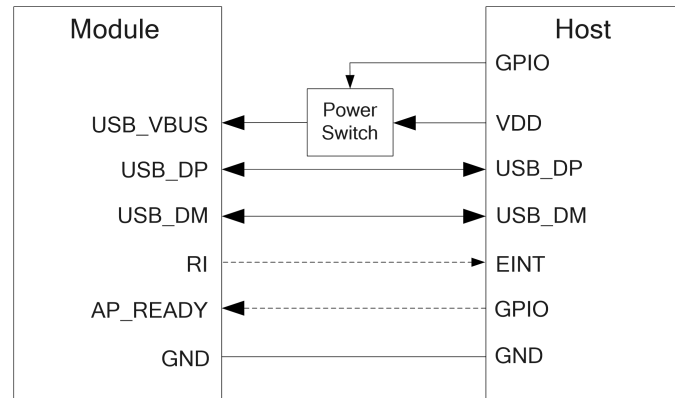 Module
Host
GPIO
Power
Switch
USB_VBUS
VDD
USB_DP
USB_DP
USB_DM
USB_DM
RI
EINT
AP_READY
GPIO
GND
GND